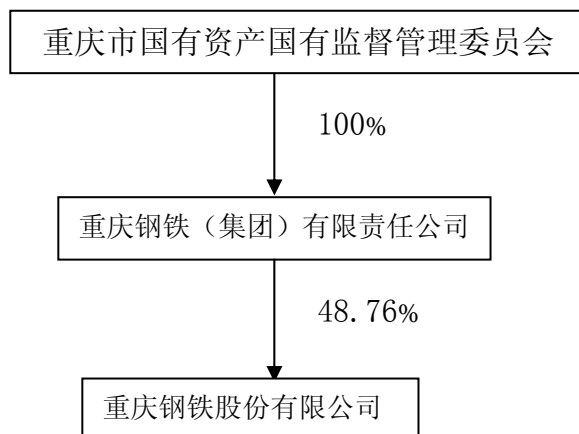 重庆市国有资产国有监督管理委员会
100%
重庆钢铁（集团）有限责任公司
48.76%
重庆钢铁股份有限公司